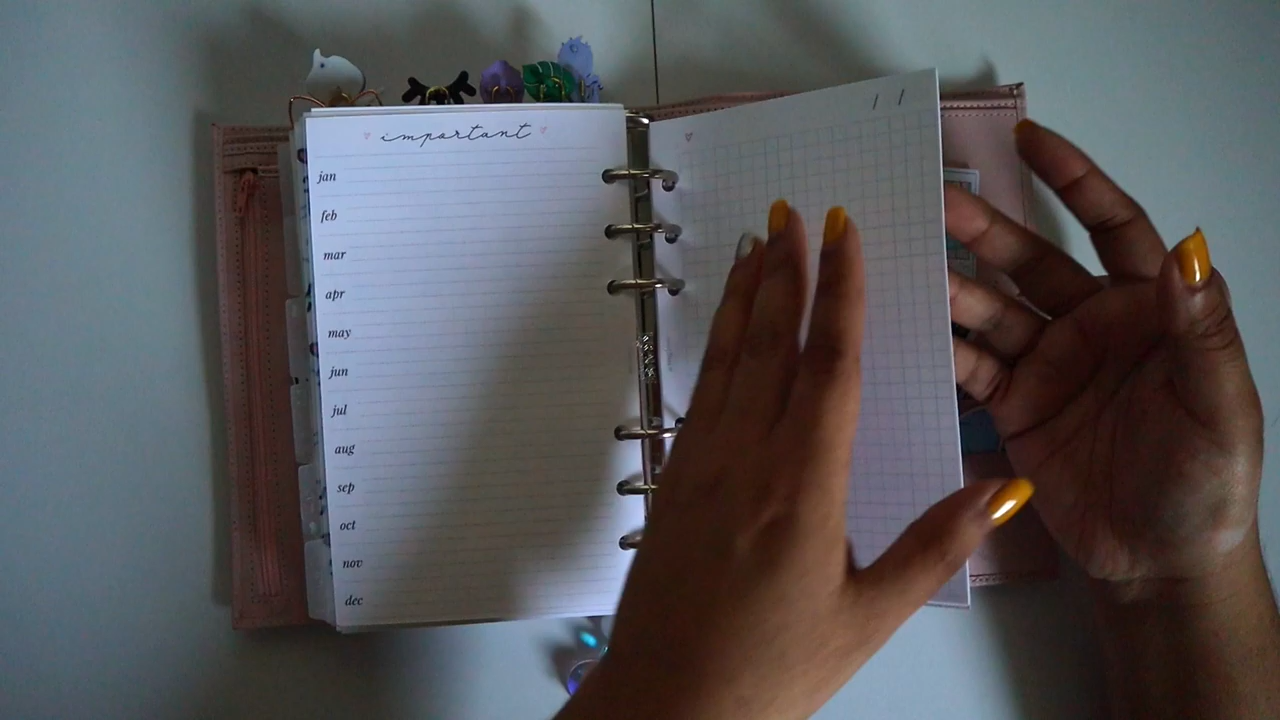 important
jan
feb
mar
apr
may
jun
jul
aug
sep
oct
nov
dec
/ /